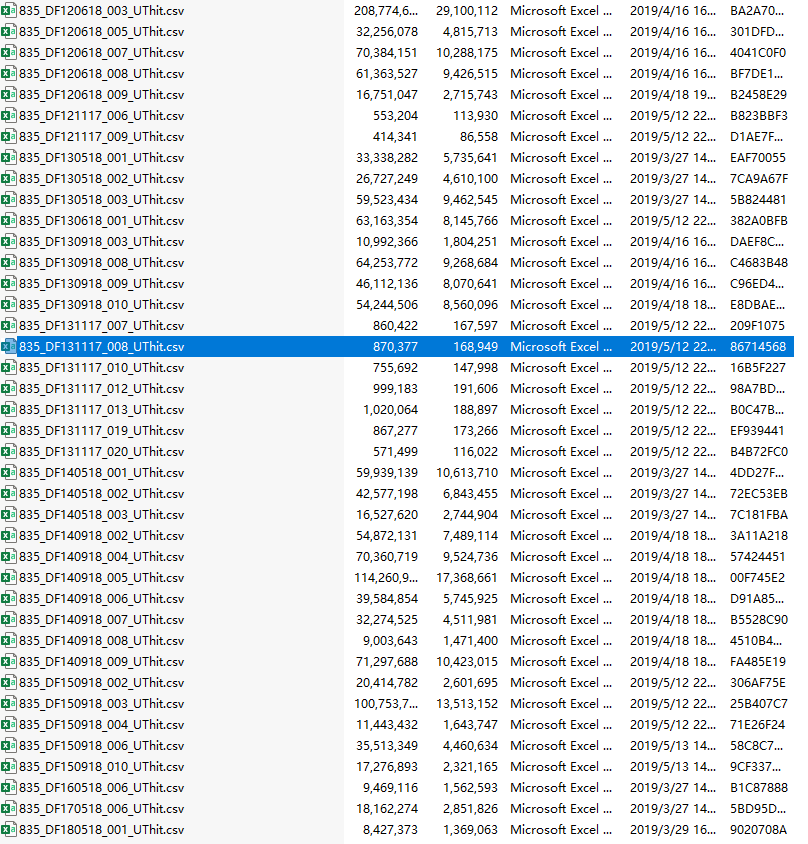 835_DF120618_003_UThit.csv 208,774,6... 29,100,112 Microsoft Excel ... 2019/4/16 16... BA2A70...
835_DF120618_005_UThit.csv 32,256,078 4,815,713 Microsoft Excel ... 2019/4/16 16... 301DFD...
835_DF120618_007_UThit.csv 70,384,151 10,288,175 Microsoft Excel ... 2019/4/16 16... 4041C0F0
835_DF120618_008_UThit.csv 61,363,527 9,426,515 Microsoft Excel ... 2019/4/16 16... BF7DE1...
835_DF120618_009_UThit.csv 16,751,047 2,715,743 Microsoft Excel ... 2019/4/18 19... B2458E29
835_DF121117_006_UThit.csv 553,204 113,930 Microsoft Excel ... 2019/5/12 22... B823BBF3
835_DF121117_009_UThit.csv 414,341 86,558 Microsoft Excel ... 2019/5/12 22... D1AE7F...
835_DF130518_001_UThit.csv 33,338,282 5,735,641 Microsoft Excel ... 2019/3/27 14... EAF70055
835_DF130518_002_UThit.csv 26,727,249 4,610,100 Microsoft Excel ... 2019/3/27 14... 7CA9A67F
835_DF130518_003_UThit.csv 59,523,434 9,462,545 Microsoft Excel ... 2019/3/27 14... 5B824481
835_DF130618_001_UThit.csv 63,163,354 8,145,766 Microsoft Excel ... 2019/5/12 22... 382A0BFB
835_DF130918_003_UThit.csv 10,992,366 1,804,251 Microsoft Excel ... 2019/4/16 16... DAEF8C...
835_DF130918_008_UThit.csv 64,253,772 9,268,684 Microsoft Excel ... 2019/4/16 16... C4683B48
835_DF130918_009_UThit.csv 46,112,136 8,070,641 Microsoft Excel ... 2019/4/16 16... C96ED4...
835_DF130918_010_UThit.csv 54,244,506 8,560,096 Microsoft Excel ... 2019/4/18 18... E8DBAE...
835_DF131117_007_UThit.csv 860,422 167,597 Microsoft Excel ... 2019/5/12 22... 209F1075
835_DF131117_008_UThit.csv 870,377 168,949 Microsoft Excel ... 2019/5/12 22... 86714568
835_DF131117_010_UThit.csv 755,692 147,998 Microsoft Excel ... 2019/5/12 22... 16B5F227
835_DF131117_012_UThit.csv 999,183 191,606 Microsoft Excel ... 2019/5/12 22... 98A7BD...
835_DF131117_013_UThit.csv 1,020,064 188,897 Microsoft Excel ... 2019/5/12 22... B0C47B...
835_DF131117_019_UThit.csv 867,277 173,266 Microsoft Excel ... 2019/5/12 22... EF939441
835_DF131117_020_UThit.csv 571,499 116,022 Microsoft Excel ... 2019/5/12 22... B4B72FC0
835_DF140518_001_UThit.csv 59,939,139 10,613,710 Microsoft Excel ... 2019/3/27 14... 4DD27F...
835_DF140518_002_UThit.csv 42,577,198 6,843,455 Microsoft Excel ... 2019/3/27 14... 72EC53EB
835_DF140518_003_UThit.csv 16,527,620 2,744,904 Microsoft Excel ... 2019/3/27 14... 7C181FBA
835_DF140918_002_UThit.csv 54,872,131 7,489,114 Microsoft Excel ... 2019/4/18 18... 3A11A218
835_DF140918_004_UThit.csv 70,360,719 9,524,736 Microsoft Excel ... 2019/4/18 18... 57424451
835_DF140918_005_UThit.csv 114,260,9... 17,368,661 Microsoft Excel ... 2019/4/18 18... 00F745E2
835_DF140918_006_UThit.csv 39,584,854 5,745,925 Microsoft Excel ... 2019/4/18 18... D91A85...
835_DF140918_007_UThit.csv 32,274,525 4,511,981 Microsoft Excel ... 2019/4/18 18... B5528C90
835_DF140918_008_UThit.csv 9,003,643 1,471,400 Microsoft Excel ... 2019/4/18 18... 4510B4...
835_DF140918_009_UThit.csv 71,297,688 10,423,015 Microsoft Excel ... 2019/4/18 18... FA485E19
835_DF150918_002_UThit.csv 20,414,782 2,601,695 Microsoft Excel ... 2019/5/12 22... 306AF75E
835_DF150918_003_UThit.csv 100,753,7... 13,513,152 Microsoft Excel ... 2019/5/12 22... 25B407C7
835_DF150918_004_UThit.csv 11,443,432 1,643,747 Microsoft Excel ... 2019/5/12 22... 71E26F24
835_DF150918_006_UThit.csv 35,513,349 4,460,634 Microsoft Excel ... 2019/5/13 14... 58C8C7...
835_DF150918_010_UThit.csv 17,276,893 2,321,165 Microsoft Excel ... 2019/5/13 14... 9CF337...
835_DF160518_006_UThit.csv 9,469,116 1,562,593 Microsoft Excel ... 2019/3/27 14... B1C87888
835_DF170518_006_UThit.csv 18,162,274 2,851,826 Microsoft Excel ... 2019/3/27 14... 5BD95D...
835_DF180518_001_UThit.csv 8,427,373 1,369,063 Microsoft Excel ... 2019/3/29 16... 9020708A